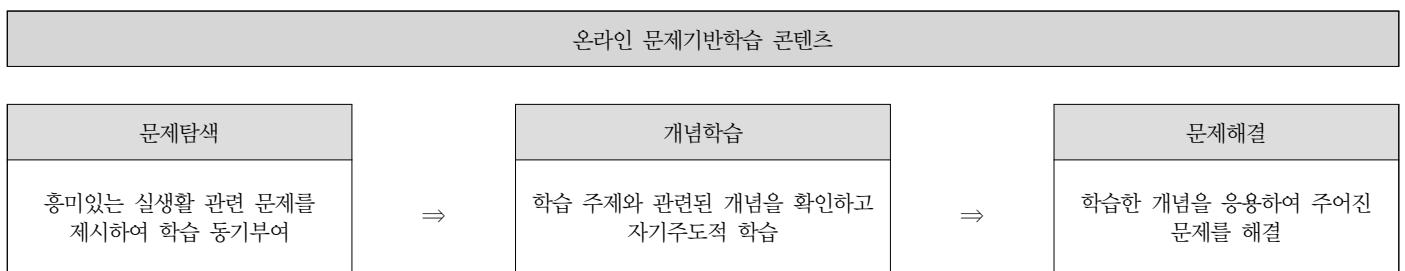 온라인 문제기반학습 콘텐츠
문제탐색
흥미있는 실생활 관련 문제를
제시하여 학습 동기부여
⇒
개념학습
학습 주제와 관련된 개념을 확인하고
자기주도적 학습
⇒
문제해결
학습한 개념을 응용하여 주어진
문제를 해결